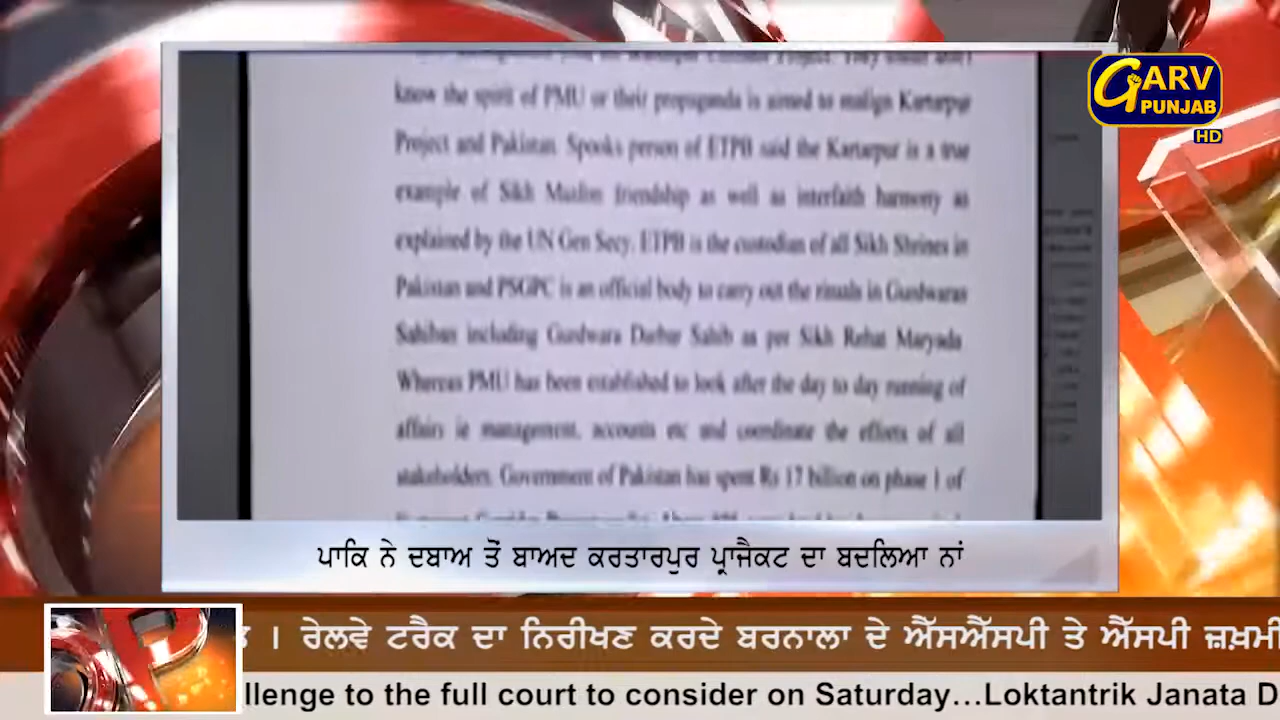 GARV
PUNJAB
HD
know the spirit of PMU or their propaganda is aimed to malign Kartarpur
Project and Pakistan. Spooks person of ETPB said the Kartarpur is a true
example of Sikh Muslim friendship as well as interfaith harmony as
explained by the UN Gen Secy. ETPB is the custodian of all Sikh Shrines in
Pakistan and PSGPC is an official body to carry out the rituals in Gurdwaras
Sahiban including Gurdwara Darbar Sahib as per Sikh Rehat Maryada.
Whereas PMU has been established to look after the day to day running of
affairs ie management, accounts etc and coordinate the efforts of all
stakeholders. Government of Pakistan has spent Rs 17 billion on phase 1 of
ਪਾਕਿ ਨੇ ਦਬਾਅ ਤੋਂ ਬਾਅਦ ਕਰਤਾਰਪੁਰ ਪ੍ਰਾਜੈਕਟ ਦਾ ਬਦਲਿਆ ਨਾਂ
। ਰੇਲਵੇ ਟਰੈਕ ਦਾ ਨਿਰੀਖਣ ਕਰਦੇ ਬਰਨਾਲਾ ਦੇ ਐੱਸਐੱਸਪੀ ਤੇ ਐੱਸਪੀ ਜ਼ਖ਼ਮੀ
llenge to the full court to consider on Saturday...Loktantrik Janata D